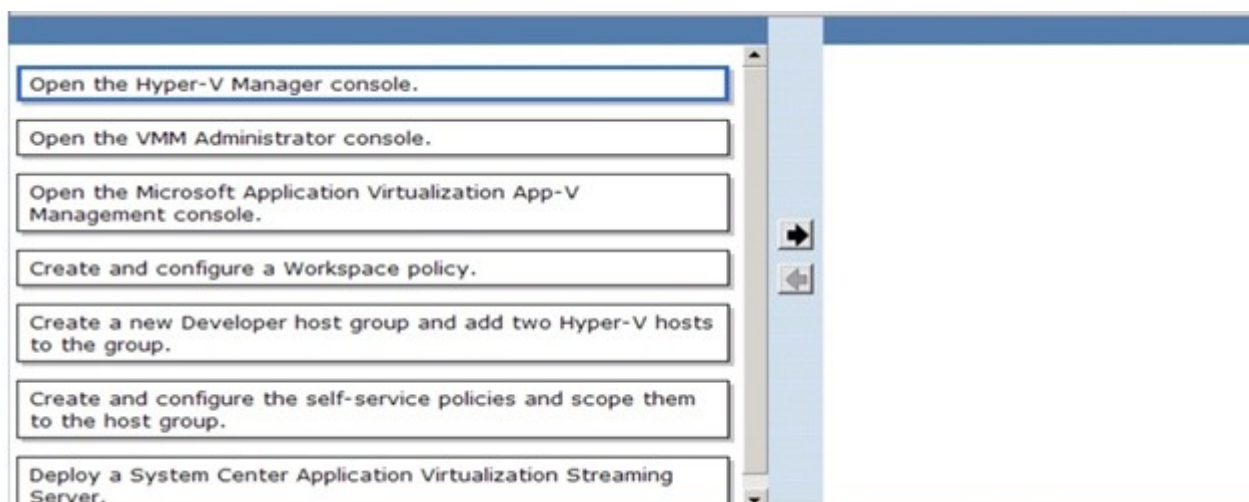 Open the Hyper-V Manager console.
Open the VMM Administrator console.
Open the Microsoft Application Virtualization App-V
Management console.
Create and configure a Workspace policy.
Create a new Developer host group and add two Hyper-V hosts
to the group.
Create and configure the self-service policies and scope them
to the host group.
Deploy a System Center Application Virtualization Streaming
Server.